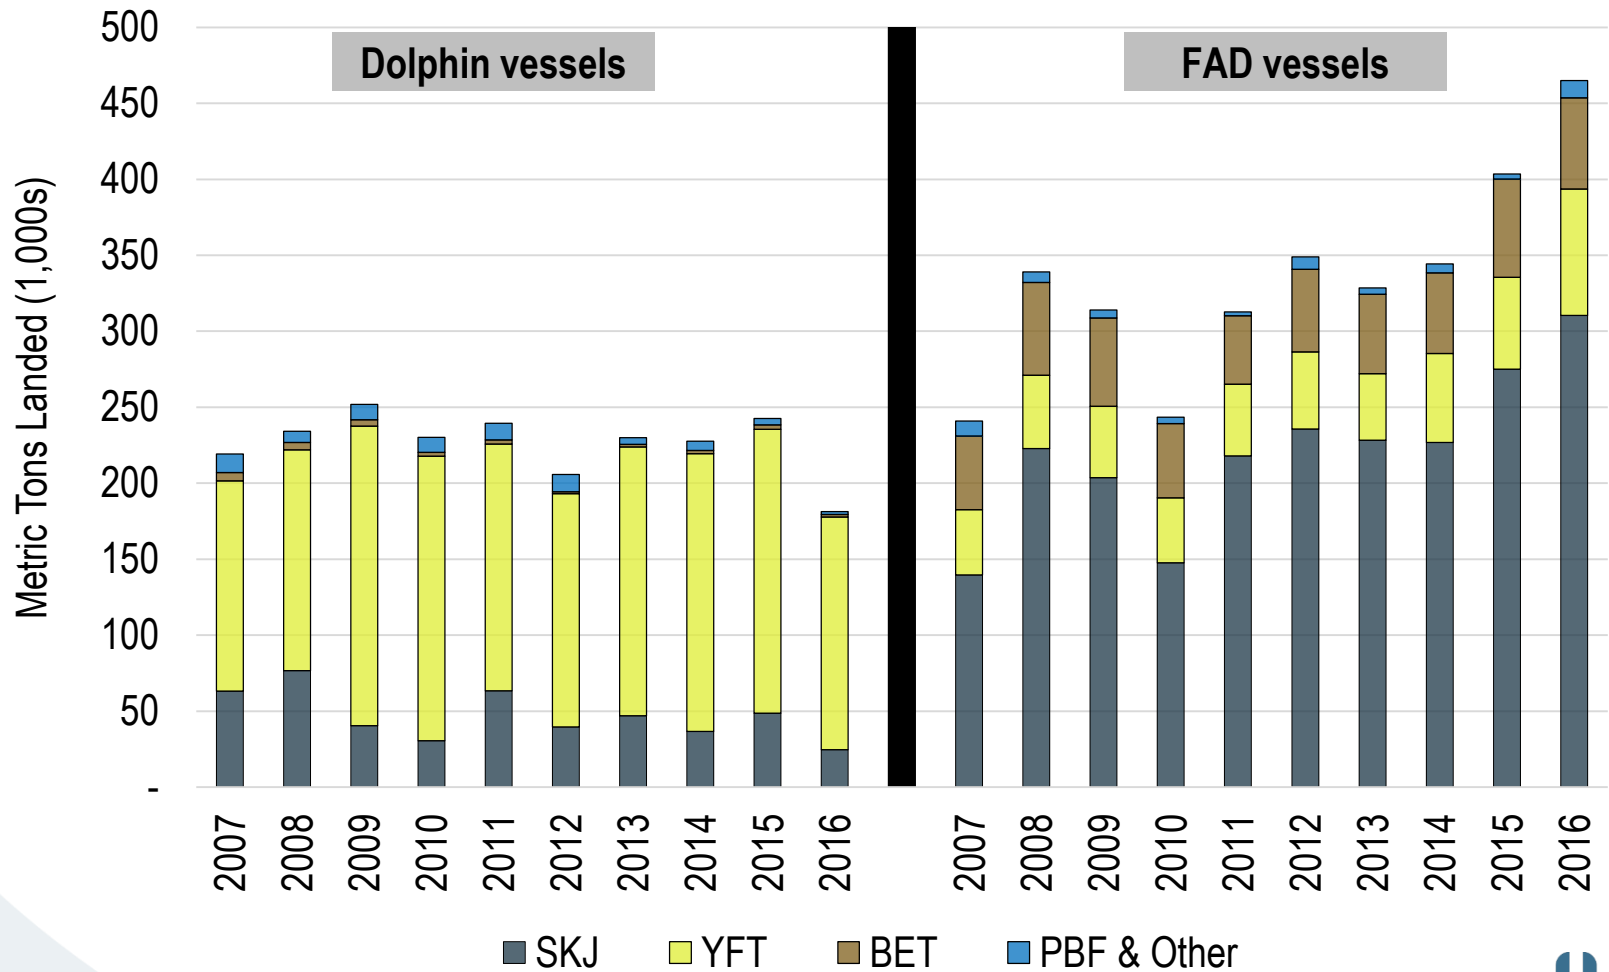 Dolphin vessels
FAD vessels
Metric Tons Landed (1,000s)
500
450
400
350
300
250
200
150
100
50
-
2007 2008 2009 2010 2011 2012 2013 2014 2015 2016 2007 2008 2009 2010 2011 2012 2013 2014 2015 2016
SKJ YFT BET PBF & Other